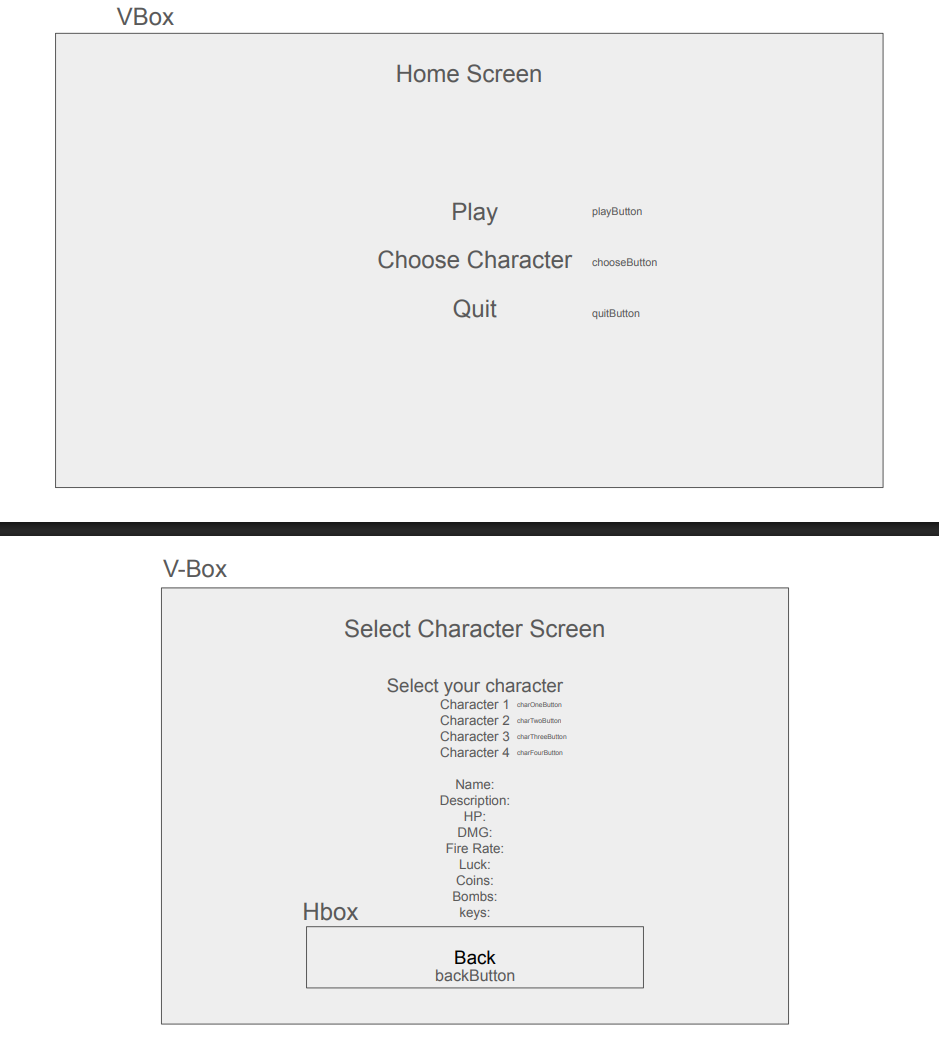 VBox
Home Screen
Play playButton
Choose Character chooseButton
Quit quitButton
V-Box
Select Character Screen
Select your character
Character 1 charOneButton
Character 2 charTwoButton
Character 3 charThreeButton
Character 4 charFourButton
Name:
Description:
HP:
DMG:
Fire Rate:
Luck:
Coins:
Bombs:
keys:
Hbox
Back
backButton